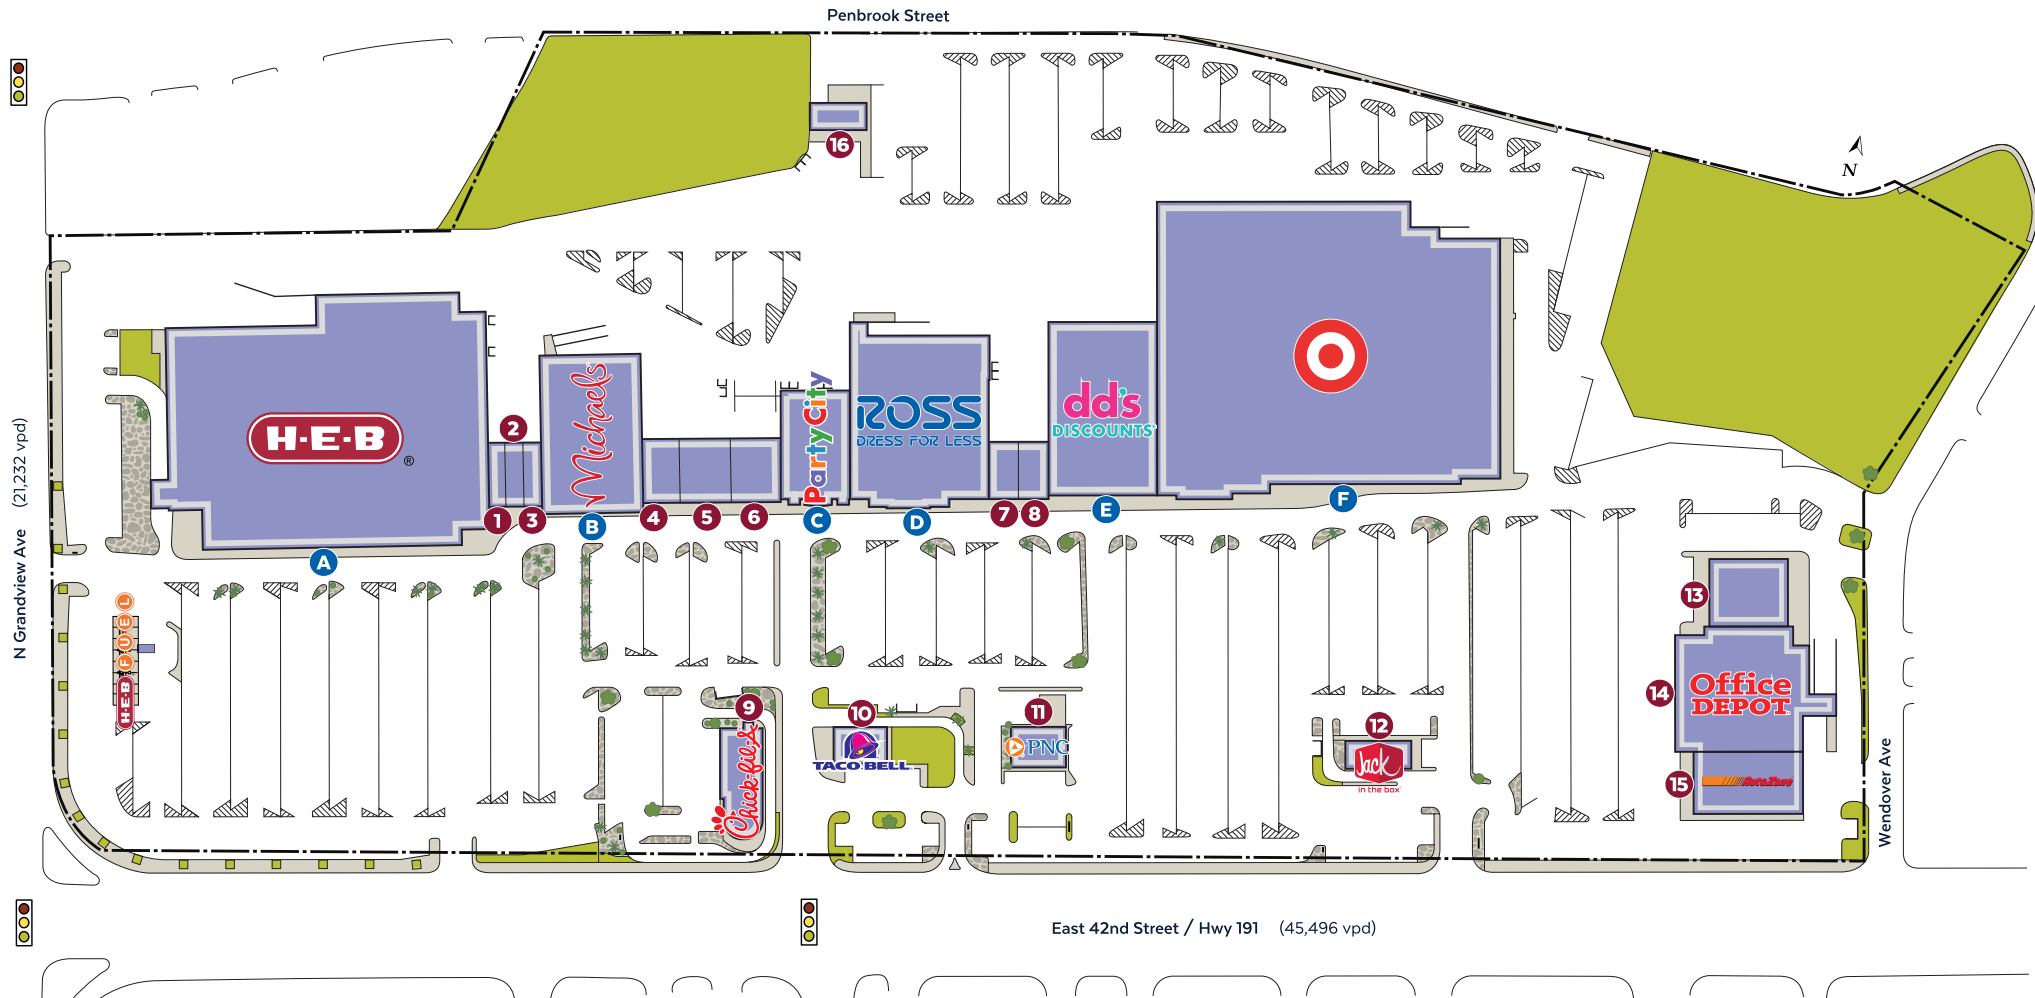 Penbrook Street
16
N
N Grandview Ave (21,232 vpd)
H-E-B
®
2
Michaels
PartyCity
ROSS
DRESS FOR LESS
dd's
DISCOUNTS
1
3
B
4
5
6
C
D
7
8
E
F
A
H-E-B FUEL
13
14
Office
DEPOT
9
Chick-fil-A
10
TACO BELL
11
PNC
12
Jack
in the box
15
AutoZone
Wendover Ave
East 42nd Street / Hwy 191 (45,496 vpd)